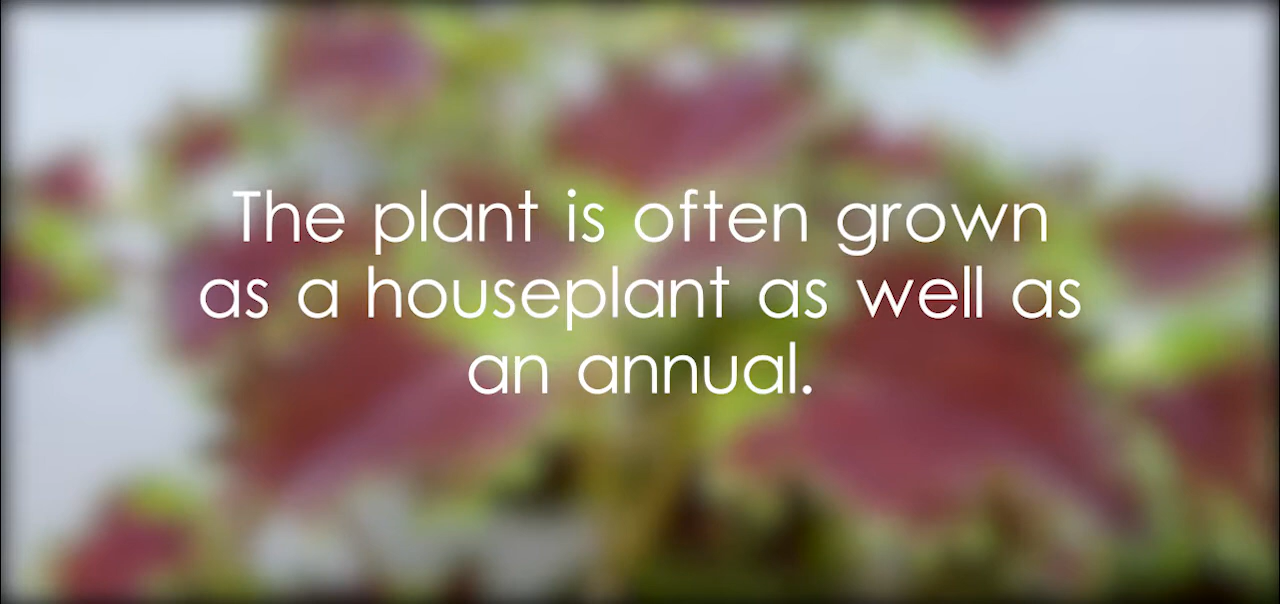 The plant is often grown
as a houseplant as well as
an annual.